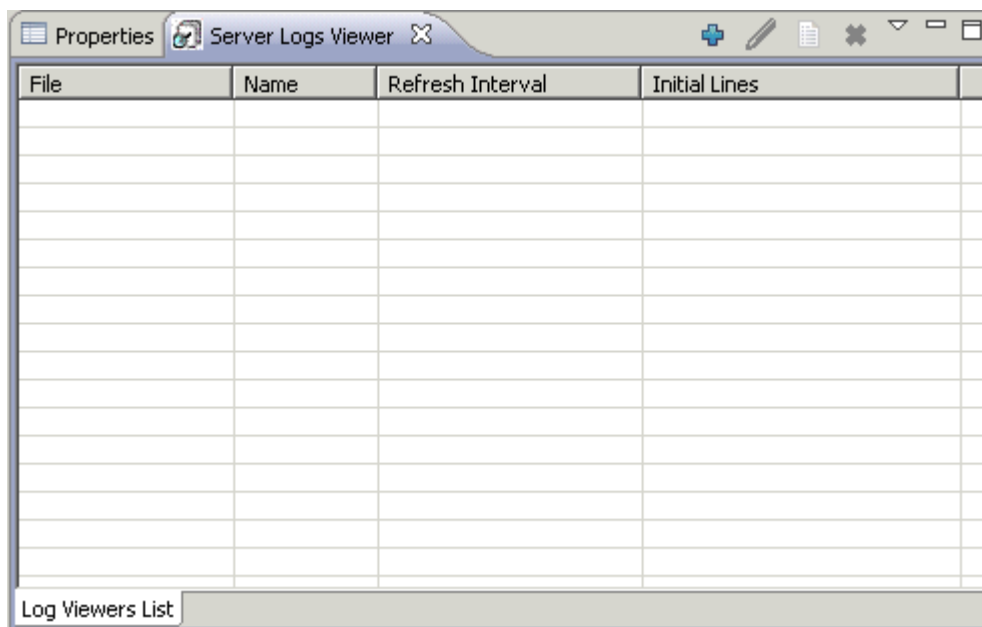 Properties Server Logs Viewer
File Name Refresh Interval Initial Lines
Log Viewers List